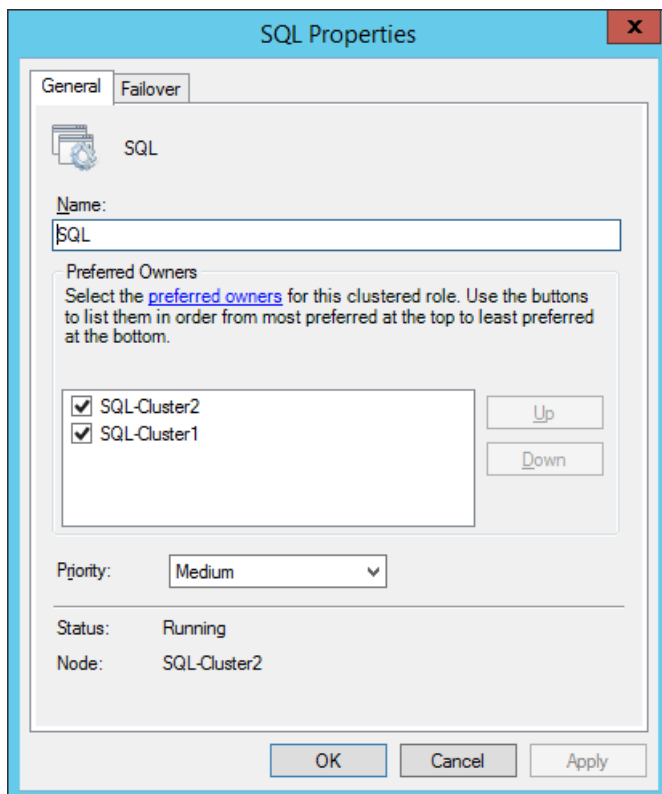 SQL Properties
x
General Failover
SQL
Name:
SQL
Preferred Owners
Select the preferred owners for this clustered role. Use the buttons
to list them in order from most preferred at the top to least preferred
at the bottom.
SQL-Cluster2
SQL-Cluster1
Up
Down
Priority: Medium
Status: Running
Node: SQL-Cluster2
OK Cancel Apply